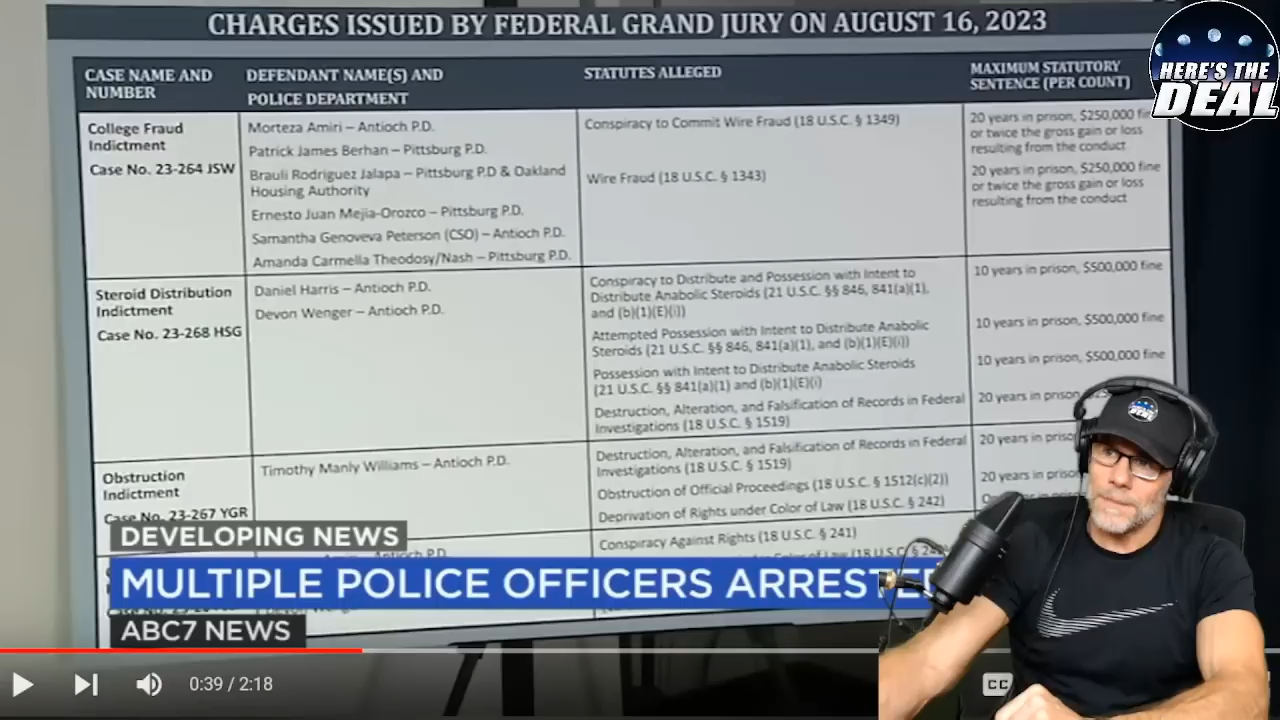 CHARGES ISSUED BY FEDERAL GRAND JURY ON AUGUST 16, 2023
HERE'S THE
DEAL
CASE NAME AND
NUMBER
DEFENDANT NAME(S) AND
POLICE DEPARTMENT
STATUTES ALLEGED
MAXIMUM STATUTORY
SENTENCE (PER COUNT)
College Fraud
Indictment
Case No. 23-264 JSW
Morteza Amiri – Antioch P.D.
Patrick James Berhan – Pittsburg P.D.
Brauli Rodriguez Jalapa – Pittsburg P.D & Oakland
Housing Authority
Ernesto Juan Mejia-Orozco – Pittsburg P.D.
Samantha Genoveva Peterson (CSO) – Antioch P.D.
Amanda Carmella Theodosy/Nash – Pittsburg P.D.
Conspiracy to Commit Wire Fraud (18 U.S.C. § 1349)
Wire Fraud (18 U.S.C. § 1343)
20 years in prison, $250,000
or twice the gross gain or loss
resulting from the conduct
20 years in prison, $250,000 fine
or twice the gross gain or loss
resulting from the conduct
Steroid Distribution
Indictment
Case No. 23-268 HSG
Daniel Harris – Antioch P.D.
Devon Wenger – Antioch P.D.
Conspiracy to Distribute and Possession with Intent to
Distribute Anabolic Steroids (21 U.S.C. §§ 846, 841(a)(1),
and (b)(1)(E)(i))
Attempted Possession with Intent to Distribute Anabolic
Steroids (21 U.S.C. §§ 846, 841(a)(1), and (b)(1)(E)(i))
Possession with Intent to Distribute Anabolic Steroids
(21 U.S.C. §§ 841(a)(1) and (b)(1)(E)(i)
Destruction, Alteration, and Falsification of Records in Federal
Investigations (18 U.S.C. § 1519)
10 years in prison, $500,000 fine
10 years in prison, $500,000 fine
10 years in prison, $500,000 fine
20 years in prison,
Obstruction
Indictment
Case No. 23-267 YGR
Timothy Manly Williams – Antioch P.D.
Destruction, Alteration, and Falsification of Records in Federal
Investigations (18 U.S.C. § 1519)
Obstruction of Official Proceedings (18 U.S.C. § 1512(c)(2))
Deprivation of Rights under Color of Law (18 U.S.C. § 242)
20 years in
20 years in
Antioch P.D.
Conspiracy Against Rights (18 U.S.C. § 241)
Color of Law (18 U.S.C. §
DEVELOPING NEWS
MULTIPLE POLICE OFFICERS ARRESTED
ABC7 NEWS
0:39 / 2:18
CC
DEAL